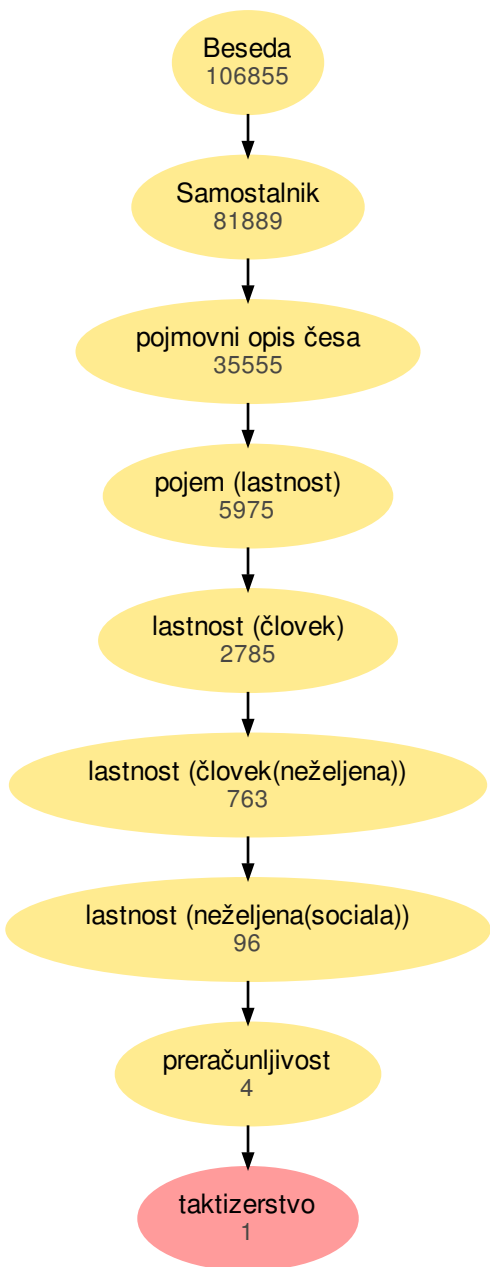 Beseda
106855
Samostalnik
81889
pojmovni opis česa
35555
pojem (lastnost)
5975
lastnost (človek)
2785
lastnost (človek(neželjena))
763
lastnost (neželjena(sociala))
96
preračunljivost
4
taktizerstvo
1